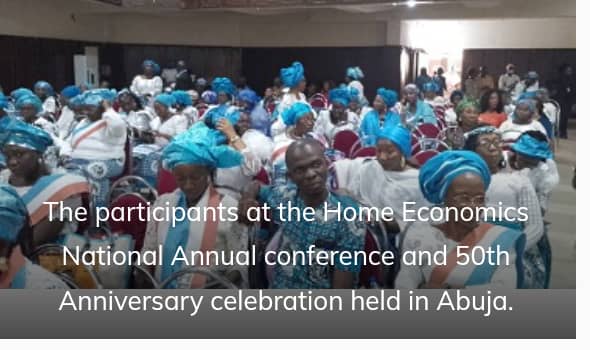 The participants at the Home Economics
National Annual conference and 50th
Anniversary celebration held in Abuja.